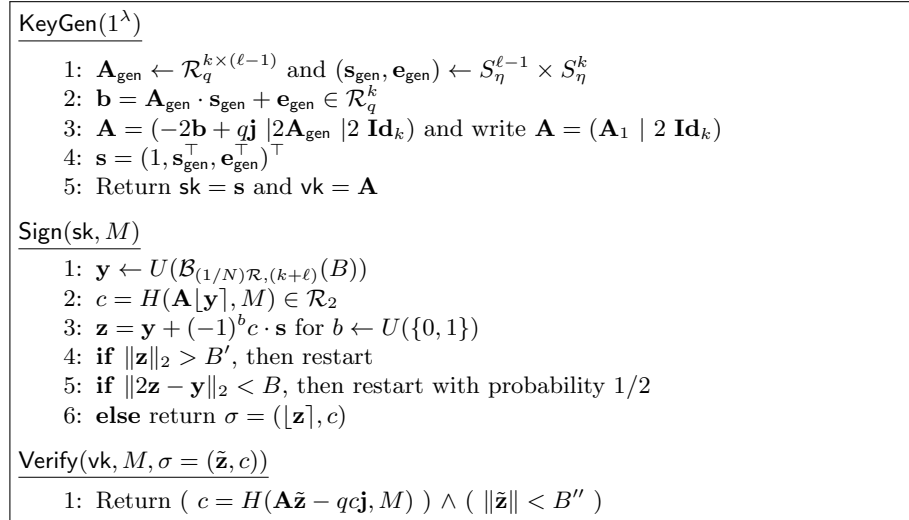 KeyGen(1^λ)
1: A_gen ← R_q^{k×(ℓ−1)} and (s_gen, e_gen) ← S_η^{ℓ−1} × S_η^k
2: b = A_gen · s_gen + e_gen ∈ R_q^k
3: A = (−2b + qj |2A_gen |2 Id_k) and write A = (A_1 | 2 Id_k)
4: s = (1, s_gen^⊤, e_gen^⊤)^⊤
5: Return sk = s and vk = A
Sign(sk, M)
1: y ← U(B_{(1/N)R,(k+ℓ)}(B))
2: c = H(A⌊y⌉, M) ∈ R_2
3: z = y + (−1)^b c · s for b ← U({0, 1})
4: if ‖z‖_2 > B′, then restart
5: if ‖2z − y‖_2 < B, then restart with probability 1/2
6: else return σ = (⌊z⌉, c)
Verify(vk, M, σ = (z̃, c))
1: Return ( c = H(Az̃ − qcj, M) ) ∧ ( ‖z̃‖ < B″ )